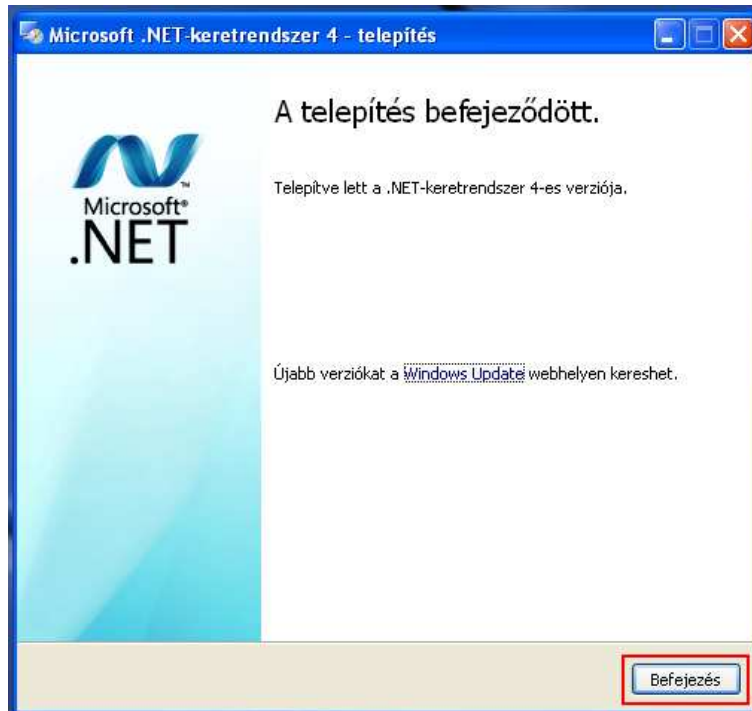 Microsoft .NET-keretrendszer 4 - telepítés
A telepítés befejeződött.
Microsoft®
.NET
Telepítve lett a .NET-keretrendszer 4-es verziója.
Újabb verziókat a Windows Update webhelyen kereshet.
Befejezés